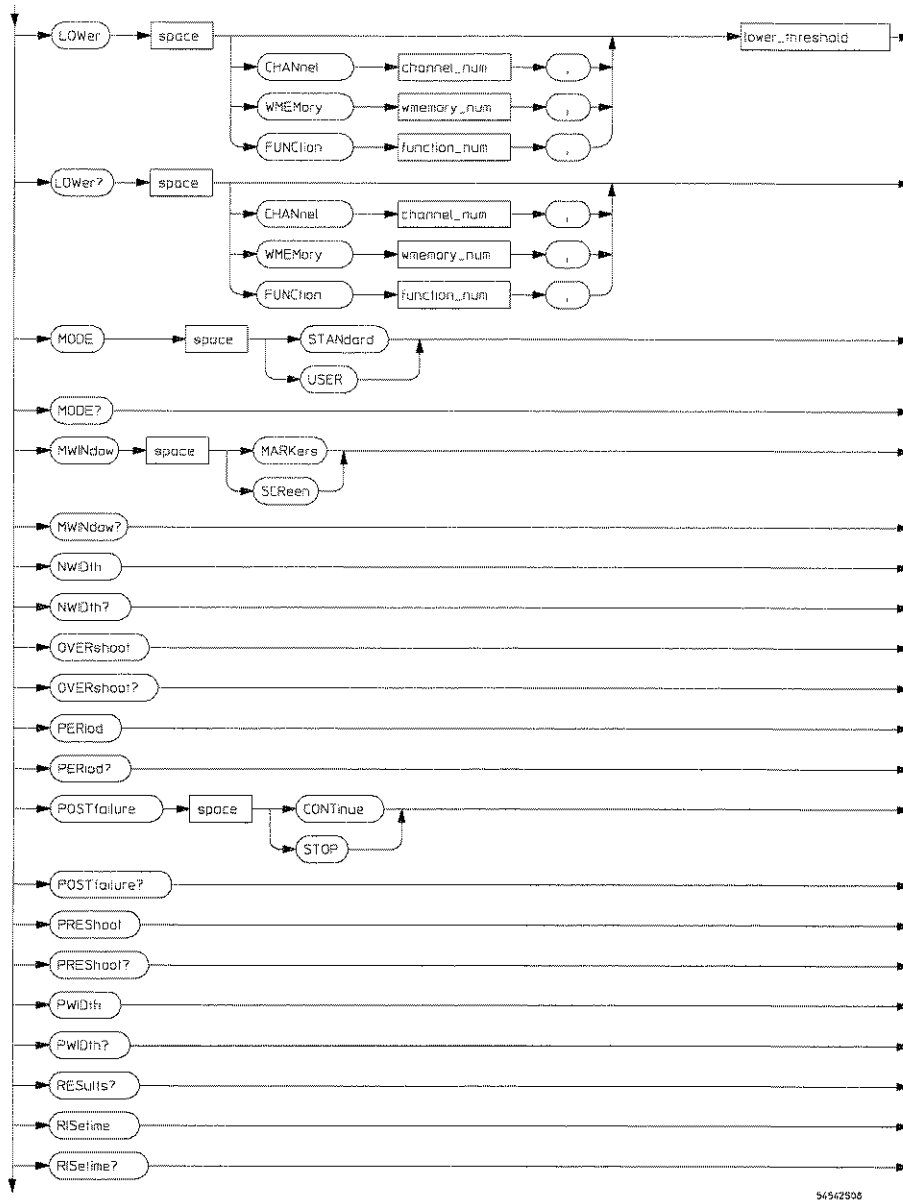 LOWer space lower_threshold
CHANnel channel_num ,
WMEMory wmemory_num ,
FUNCtion function_num ,
LOWer? space
CHANnel channel_num ,
WMEMory wmemory_num ,
FUNCtion function_num ,
MODE space STANdard
USER
MODE?
MWINdow space MARKers
SCReen
MWINdow?
NWIDth
NWIDth?
OVERshoot
OVERshoot?
PERiod
PERiod?
POSTfailure space CONTinue
STOP
POSTfailure?
PREShoot
PREShoot?
PWIDth
PWIDth?
RESults?
RISetime
RISetime?
54542S08